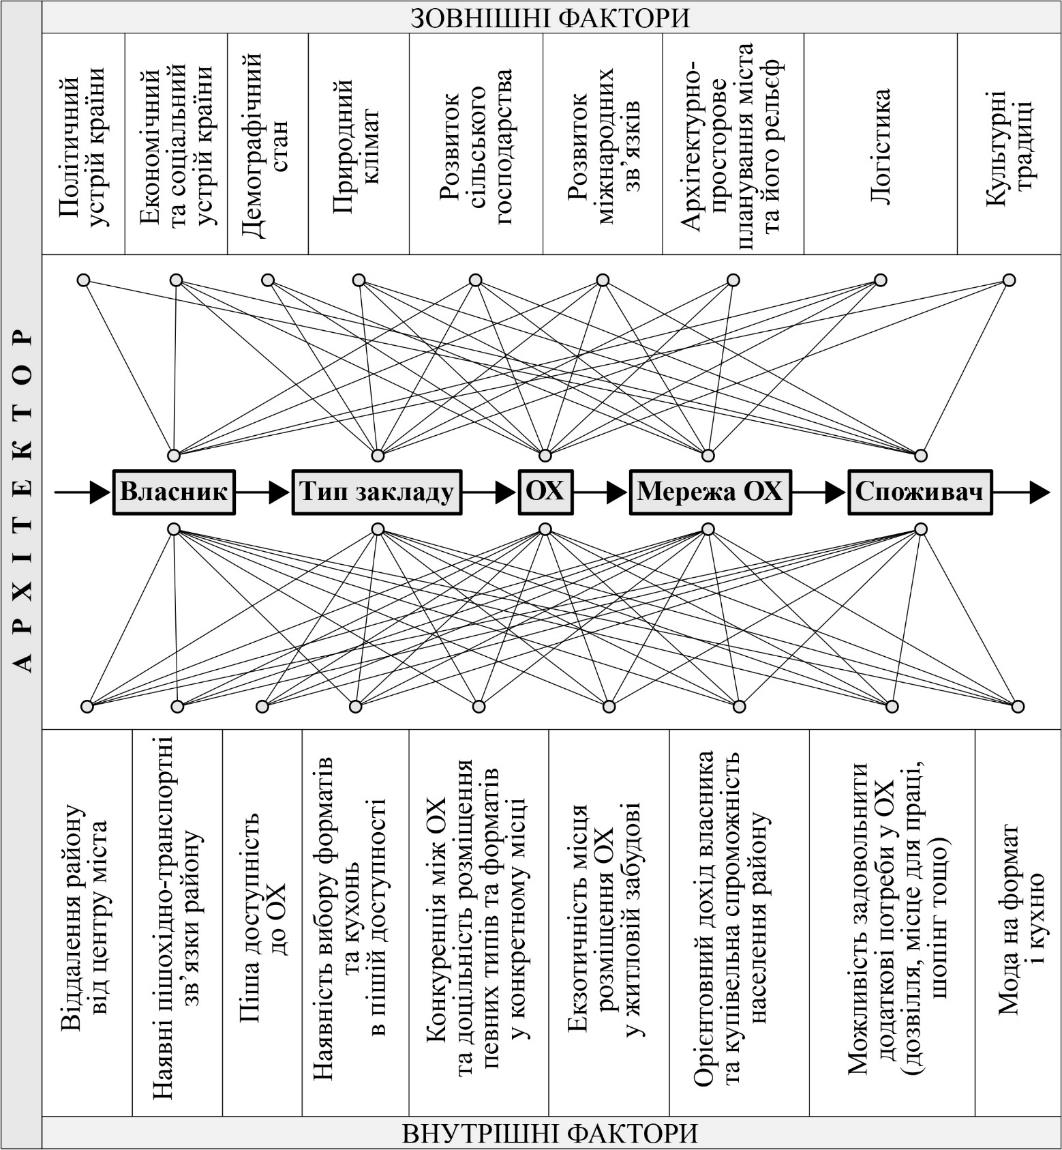 ЗОВНІШНІ ФАКТОРИ
Політичний
устрій країни
Економічний
та соціальний
устрій країни
Демографічний
стан
Природний
клімат
Розвиток
сільського
господарства
Розвиток
міжнародних
зв’язків
Архітектурно-
просторове
планування міста
та його рельєф
Логістика
Культурні
традиці
АРХІТЕКТОР
Власник
Тип закладу
ОХ
Мережа ОХ
Споживач
Віддалення району
від центру міста
Наявні пішохідно-транспортні
зв’язки району
Піша доступність
до ОХ
Наявність вибору форматів
та кухонь
в пішій доступності
Конкуренція між ОХ
та доцільність розміщення
певних типів та форматів
у конкретному місці
Екзотичність місця
розміщення ОХ
у житловій забудові
Орієнтовний дохід власника
та купівельна спроможність
населення району
Можливість задовольнити
додаткові потреби у ОХ
(дозвілля, місце для праці,
шопінг тощо)
Мода на формат
і кухню
ВНУТРІШНІ ФАКТОРИ